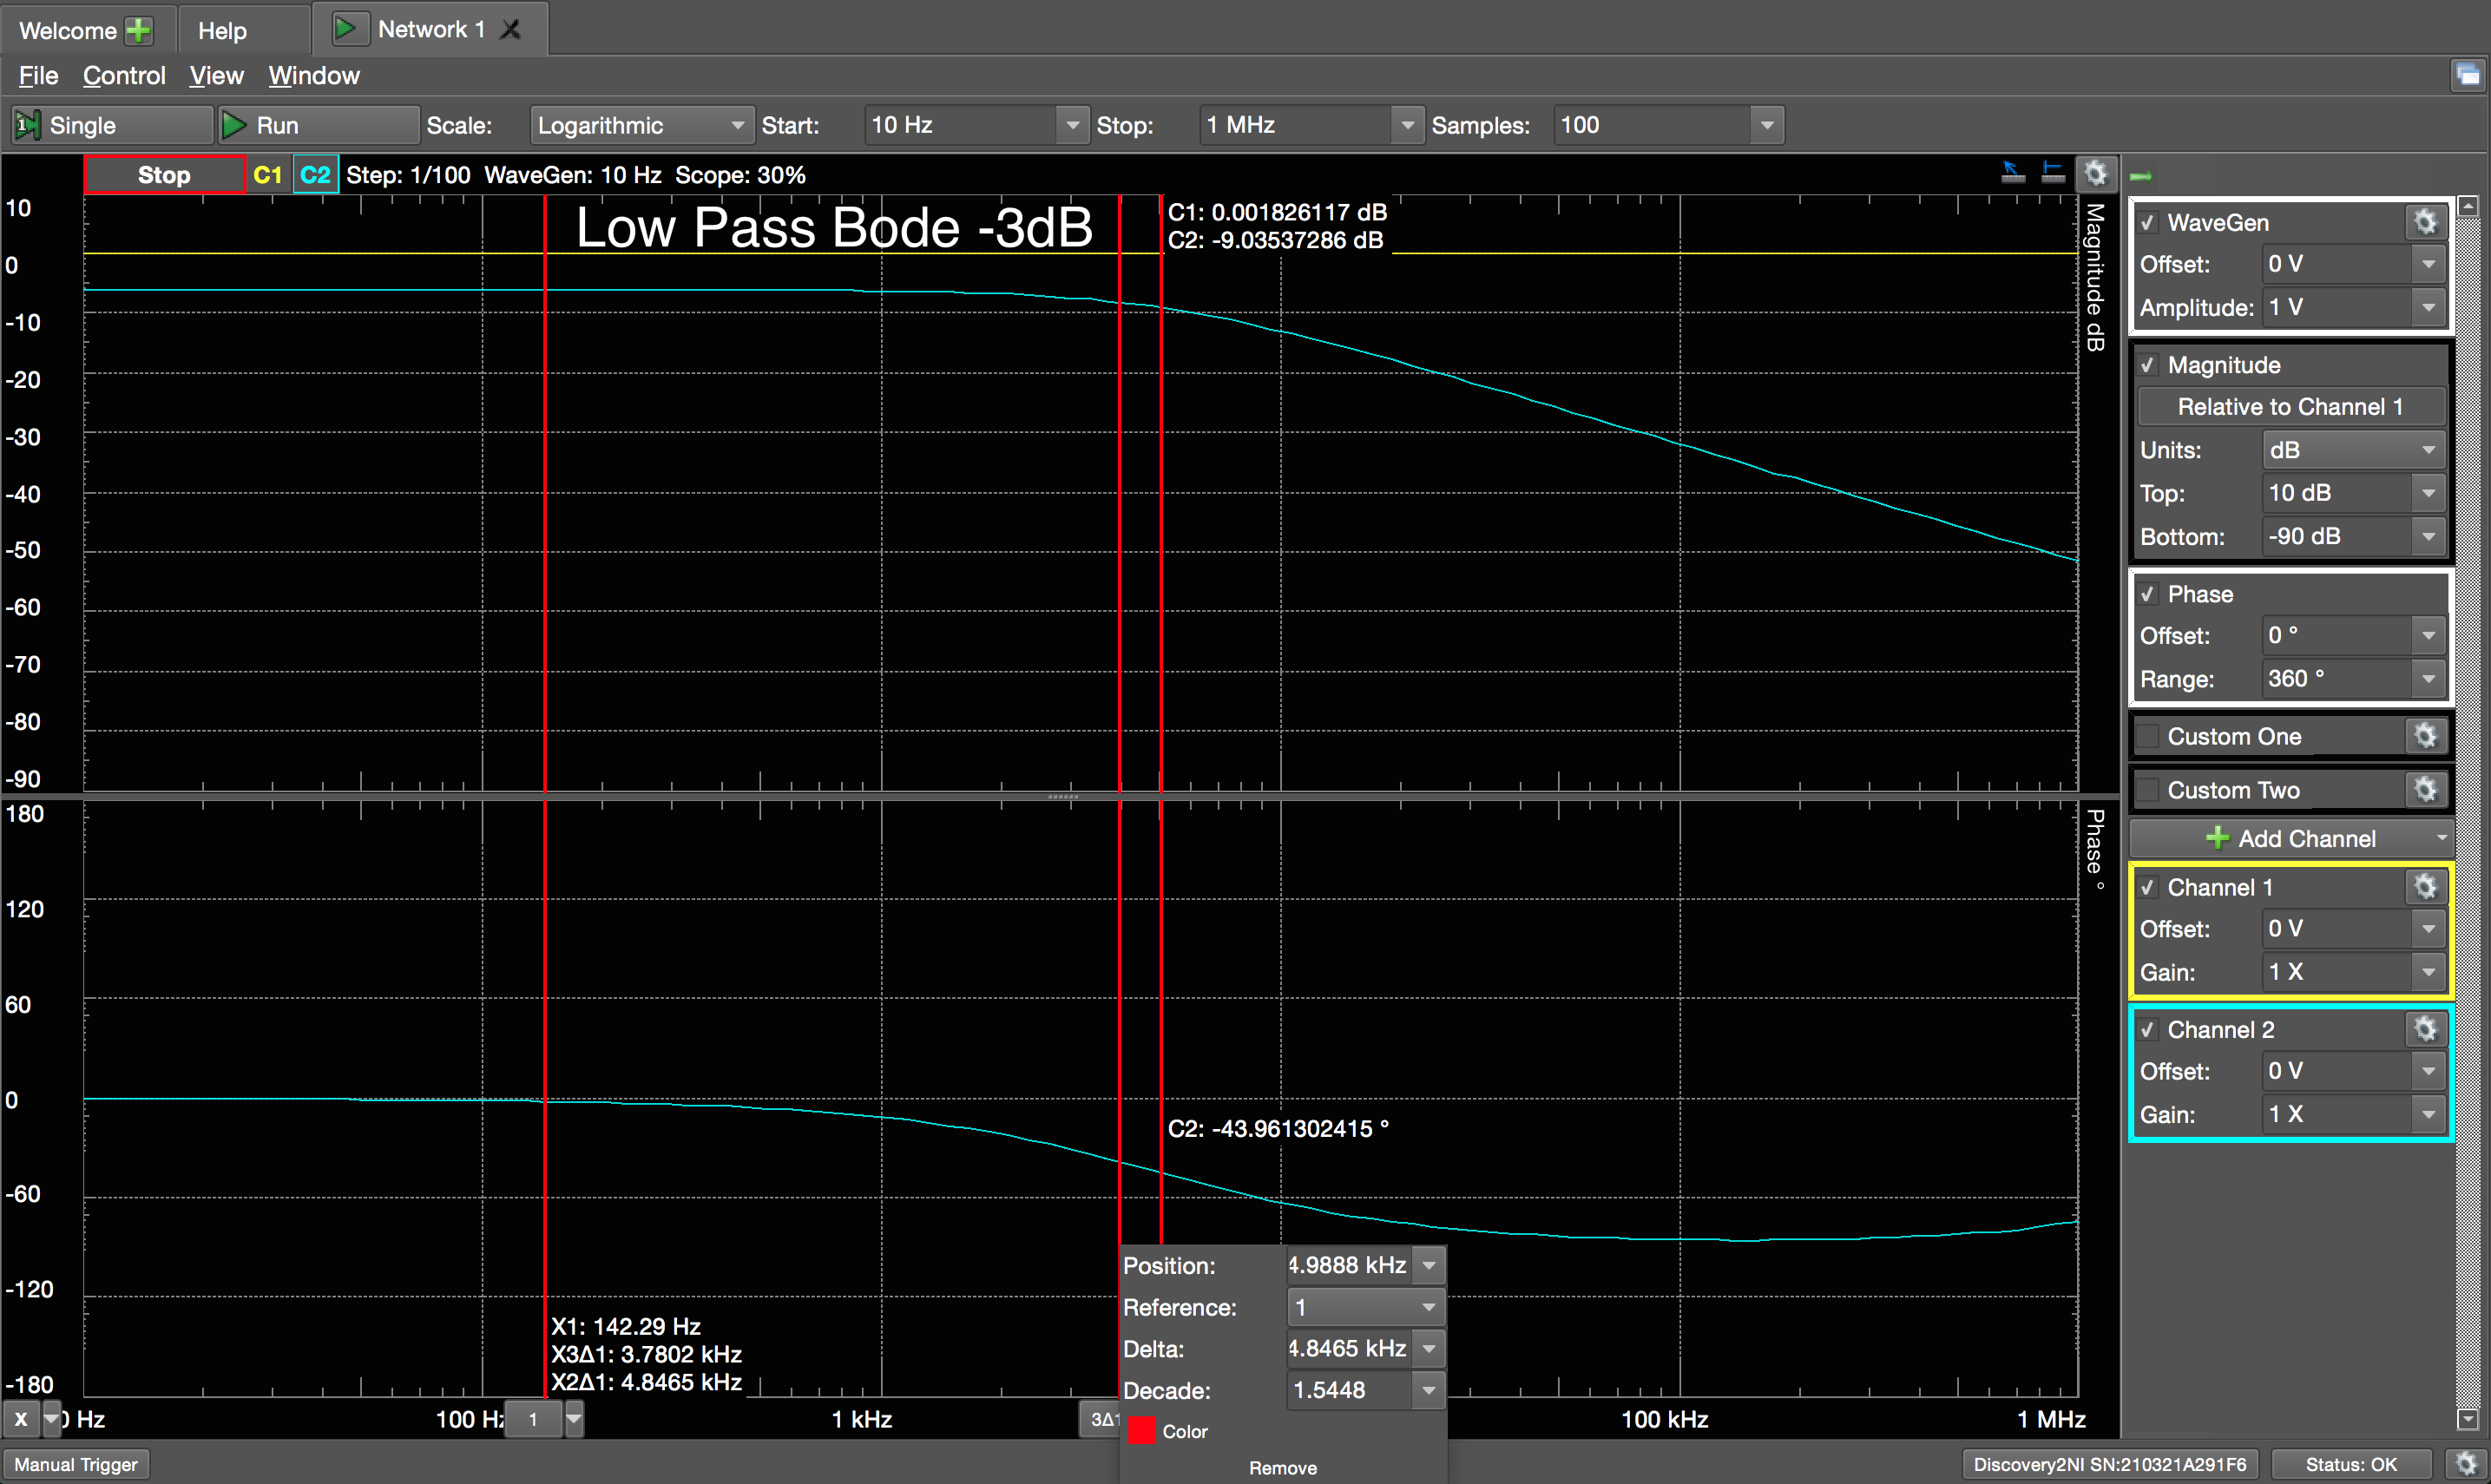 Welcome Help Network 1
File Control View Window
Single Run Scale: Logarithmic Start: 10 Hz Stop: 1 MHz Samples: 100
Stop C1 C2 Step: 1/100 WaveGen: 10 Hz Scope: 30%
Low Pass Bode -3dB
C1: 0.001826117 dB
C2: -9.03537286 dB
10
0
-10
-20
-30
-40
-50
-60
-70
-80
-90
Magnitude dB
180
120
60
0
-60
-120
-180
Phase °
C2: -43.961302415 °
X1: 142.29 Hz
X3Δ1: 3.7802 kHz
X2Δ1: 4.8465 kHz
Position: 4.9888 kHz
Reference: 1
Delta: 4.8465 kHz
Decade: 1.5448
Color
Remove
X 0 Hz 100 Hz 1 1 kHz 3Δ1 100 kHz 1 MHz
WaveGen
Offset: 0 V
Amplitude: 1 V
Magnitude
Relative to Channel 1
Units: dB
Top: 10 dB
Bottom: -90 dB
Phase
Offset: 0 °
Range: 360 °
Custom One
Custom Two
Add Channel
Channel 1
Offset: 0 V
Gain: 1 X
Channel 2
Offset: 0 V
Gain: 1 X
Manual Trigger Discovery2NI SN:210321A291F6 Status: OK